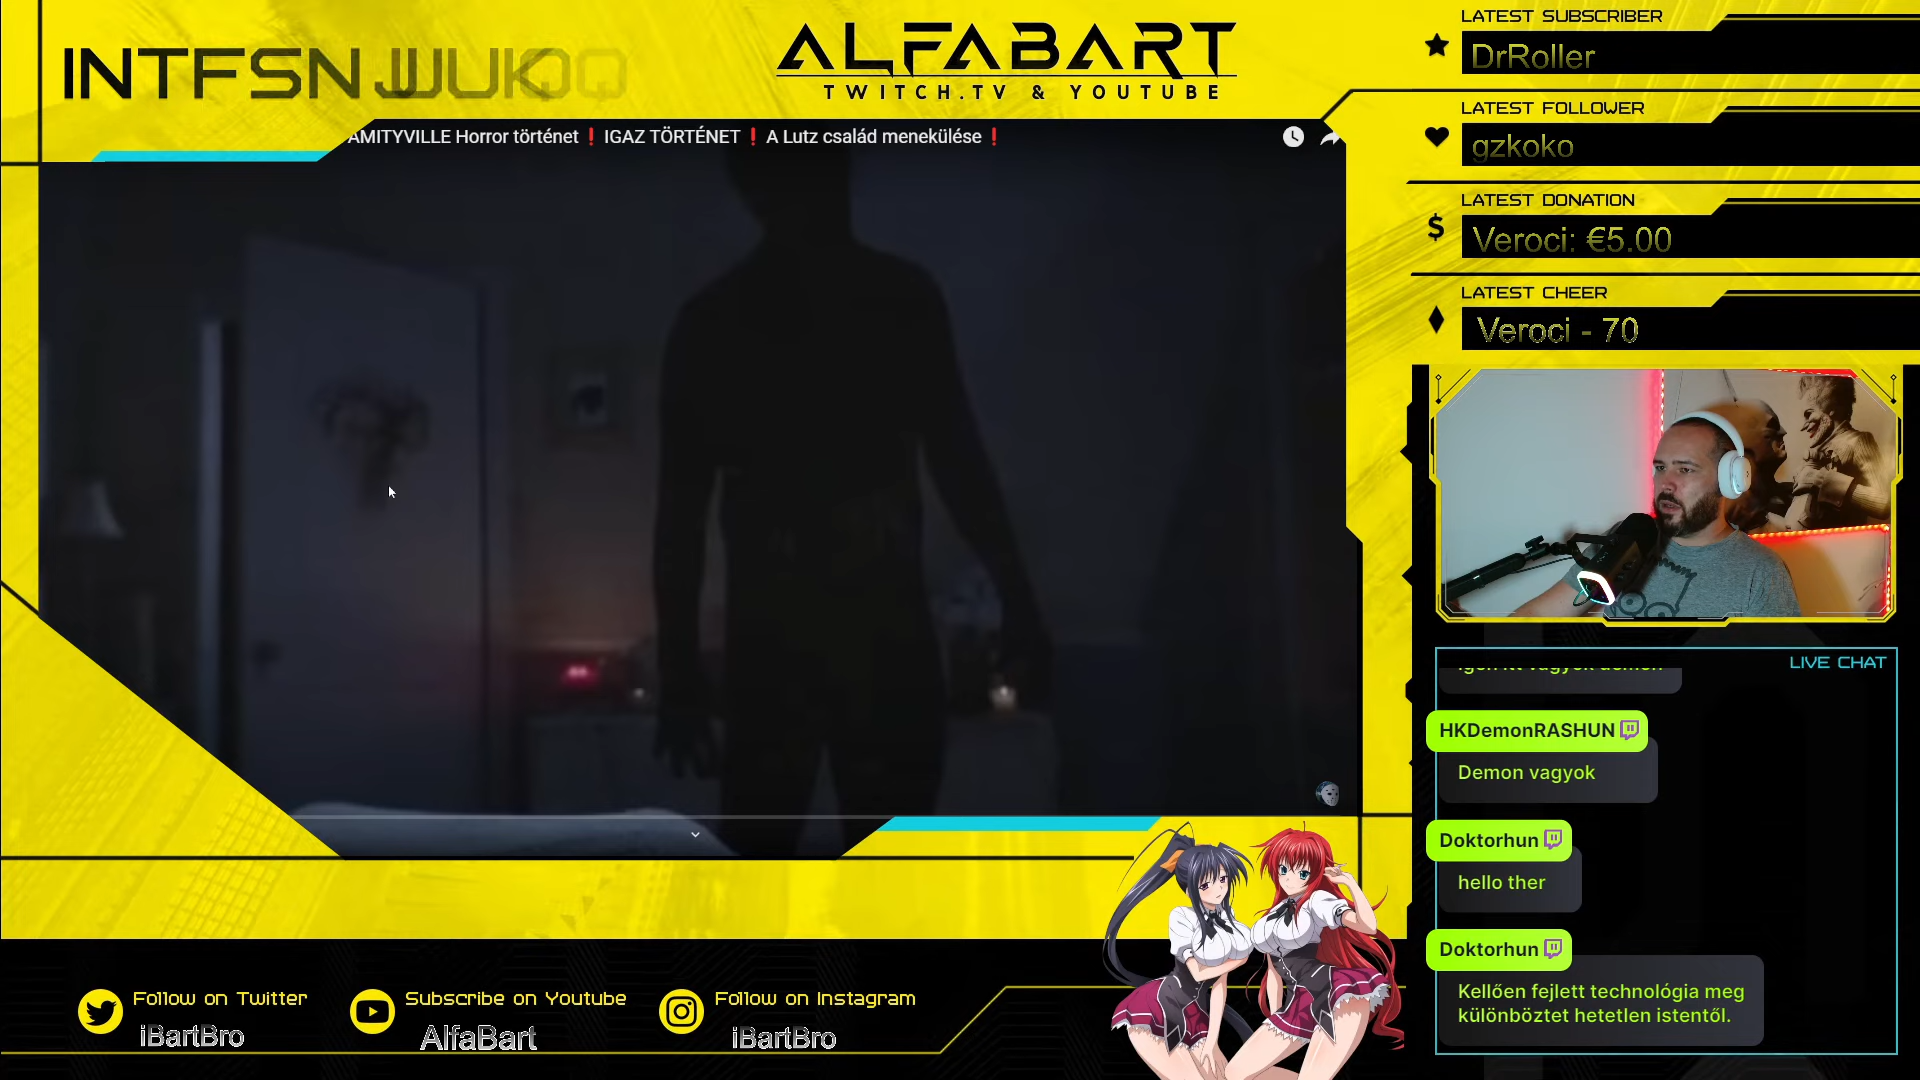 ALFABART
TWITCH.TV & YOUTUBE
AMITYVILLE Horror történet❗IGAZ TÖRTÉNET❗A Lutz család menekülése❗
LATEST SUBSCRIBER
DrRoller
LATEST FOLLOWER
gzkoko
LATEST DONATION
Veroci: €5.00
LATEST CHEER
Veroci - 70
LIVE CHAT
HKDemonRASHUN
Demon vagyok
Doktorhun
hello ther
Doktorhun
Kellően fejlett technológia meg
különböztet hetetlen istentől.
Follow on Twitter
iBartBro
Subscribe on Youtube
AlfaBart
Follow on Instagram
iBartBro